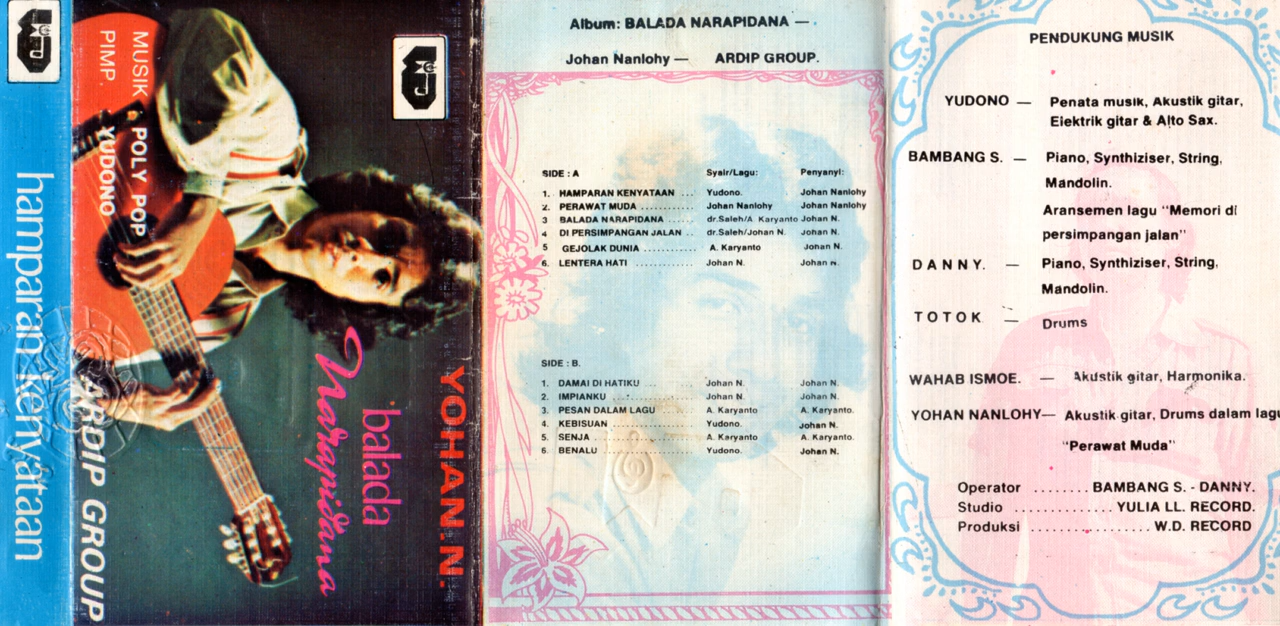 hamparan kenyataan
MUSIK : POLY POP
PIMP. YUDONO
ARDIP GROUP
balada
Narapidana
YOHAN.N.
Album: BALADA NARAPIDANA —
Johan Nanlohy — ARDIP GROUP.
SIDE : A Syair/Lagu: Penyanyi:
1. HAMPARAN KENYATAAN ... Yudono. Johan Nanlohy
2. PERAWAT MUDA ............ Johan Nanlohy Johan Nanlohy
3 BALADA NARAPIDANA ...... dr.Saleh/A. Karyanto Johan N.
4 DI PERSIMPANGAN JALAN .. dr.Saleh/Johan N. Johan N.
5 GEJOLAK DUNIA ............ A. Karyanto Johan N.
6. LENTERA HATI ............ Johan N. Johan N.
SIDE : B.
1. DAMAI DI HATIKU ... Johan N. Johan N.
2. IMPIANKU ............... Johan N. Johan N.
3. PESAN DALAM LAGU ... A. Karyanto A. Karyanto.
4. KEBISUAN ............... Yudono. Johan N.
5. SENJA .................. A. Karyanto A. Karyanto.
6. BENALU ............... Yudono. Johan N.
PENDUKUNG MUSIK
YUDONO — Penata musik, Akustik gitar,
Elektrik gitar & Alto Sax.
BAMBANG S. — Piano, Synthiziser, String,
Mandolin.
Aransemen lagu "Memori di
persimpangan jalan"
DANNY. — Piano, Synthiziser, String,
Mandolin.
TOTOK — Drums
WAHAB ISMOE. — Akustik gitar, Harmonika.
YOHAN NANLOHY— Akustik gitar, Drums dalam lagu
"Perawat Muda"
Operator ........ BAMBANG S. - DANNY.
Studio .............. YULIA LL. RECORD.
Produksi .................. W.D. RECORD